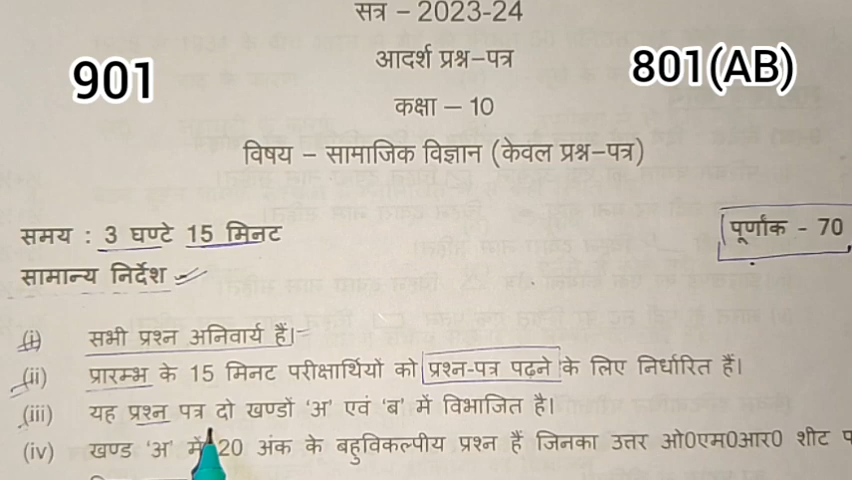 सत्र – 2023-24
901
आदर्श प्रश्न–पत्र
801(AB)
कक्षा – 10
विषय – सामाजिक विज्ञान (केवल प्रश्न–पत्र)
समय : 3 घण्टे 15 मिनट
पूर्णांक - 70
सामान्य निर्देश
(i) सभी प्रश्न अनिवार्य हैं।
(ii) प्रारम्भ के 15 मिनट परीक्षार्थियों को प्रश्न-पत्र पढ़ने के लिए निर्धारित हैं।
(iii) यह प्रश्न पत्र दो खण्डों ‘अ’ एवं ‘ब’ में विभाजित है।
(iv) खण्ड ‘अ’ में 20 अंक के बहुविकल्पीय प्रश्न हैं जिनका उत्तर ओ0एम0आर0 शीट